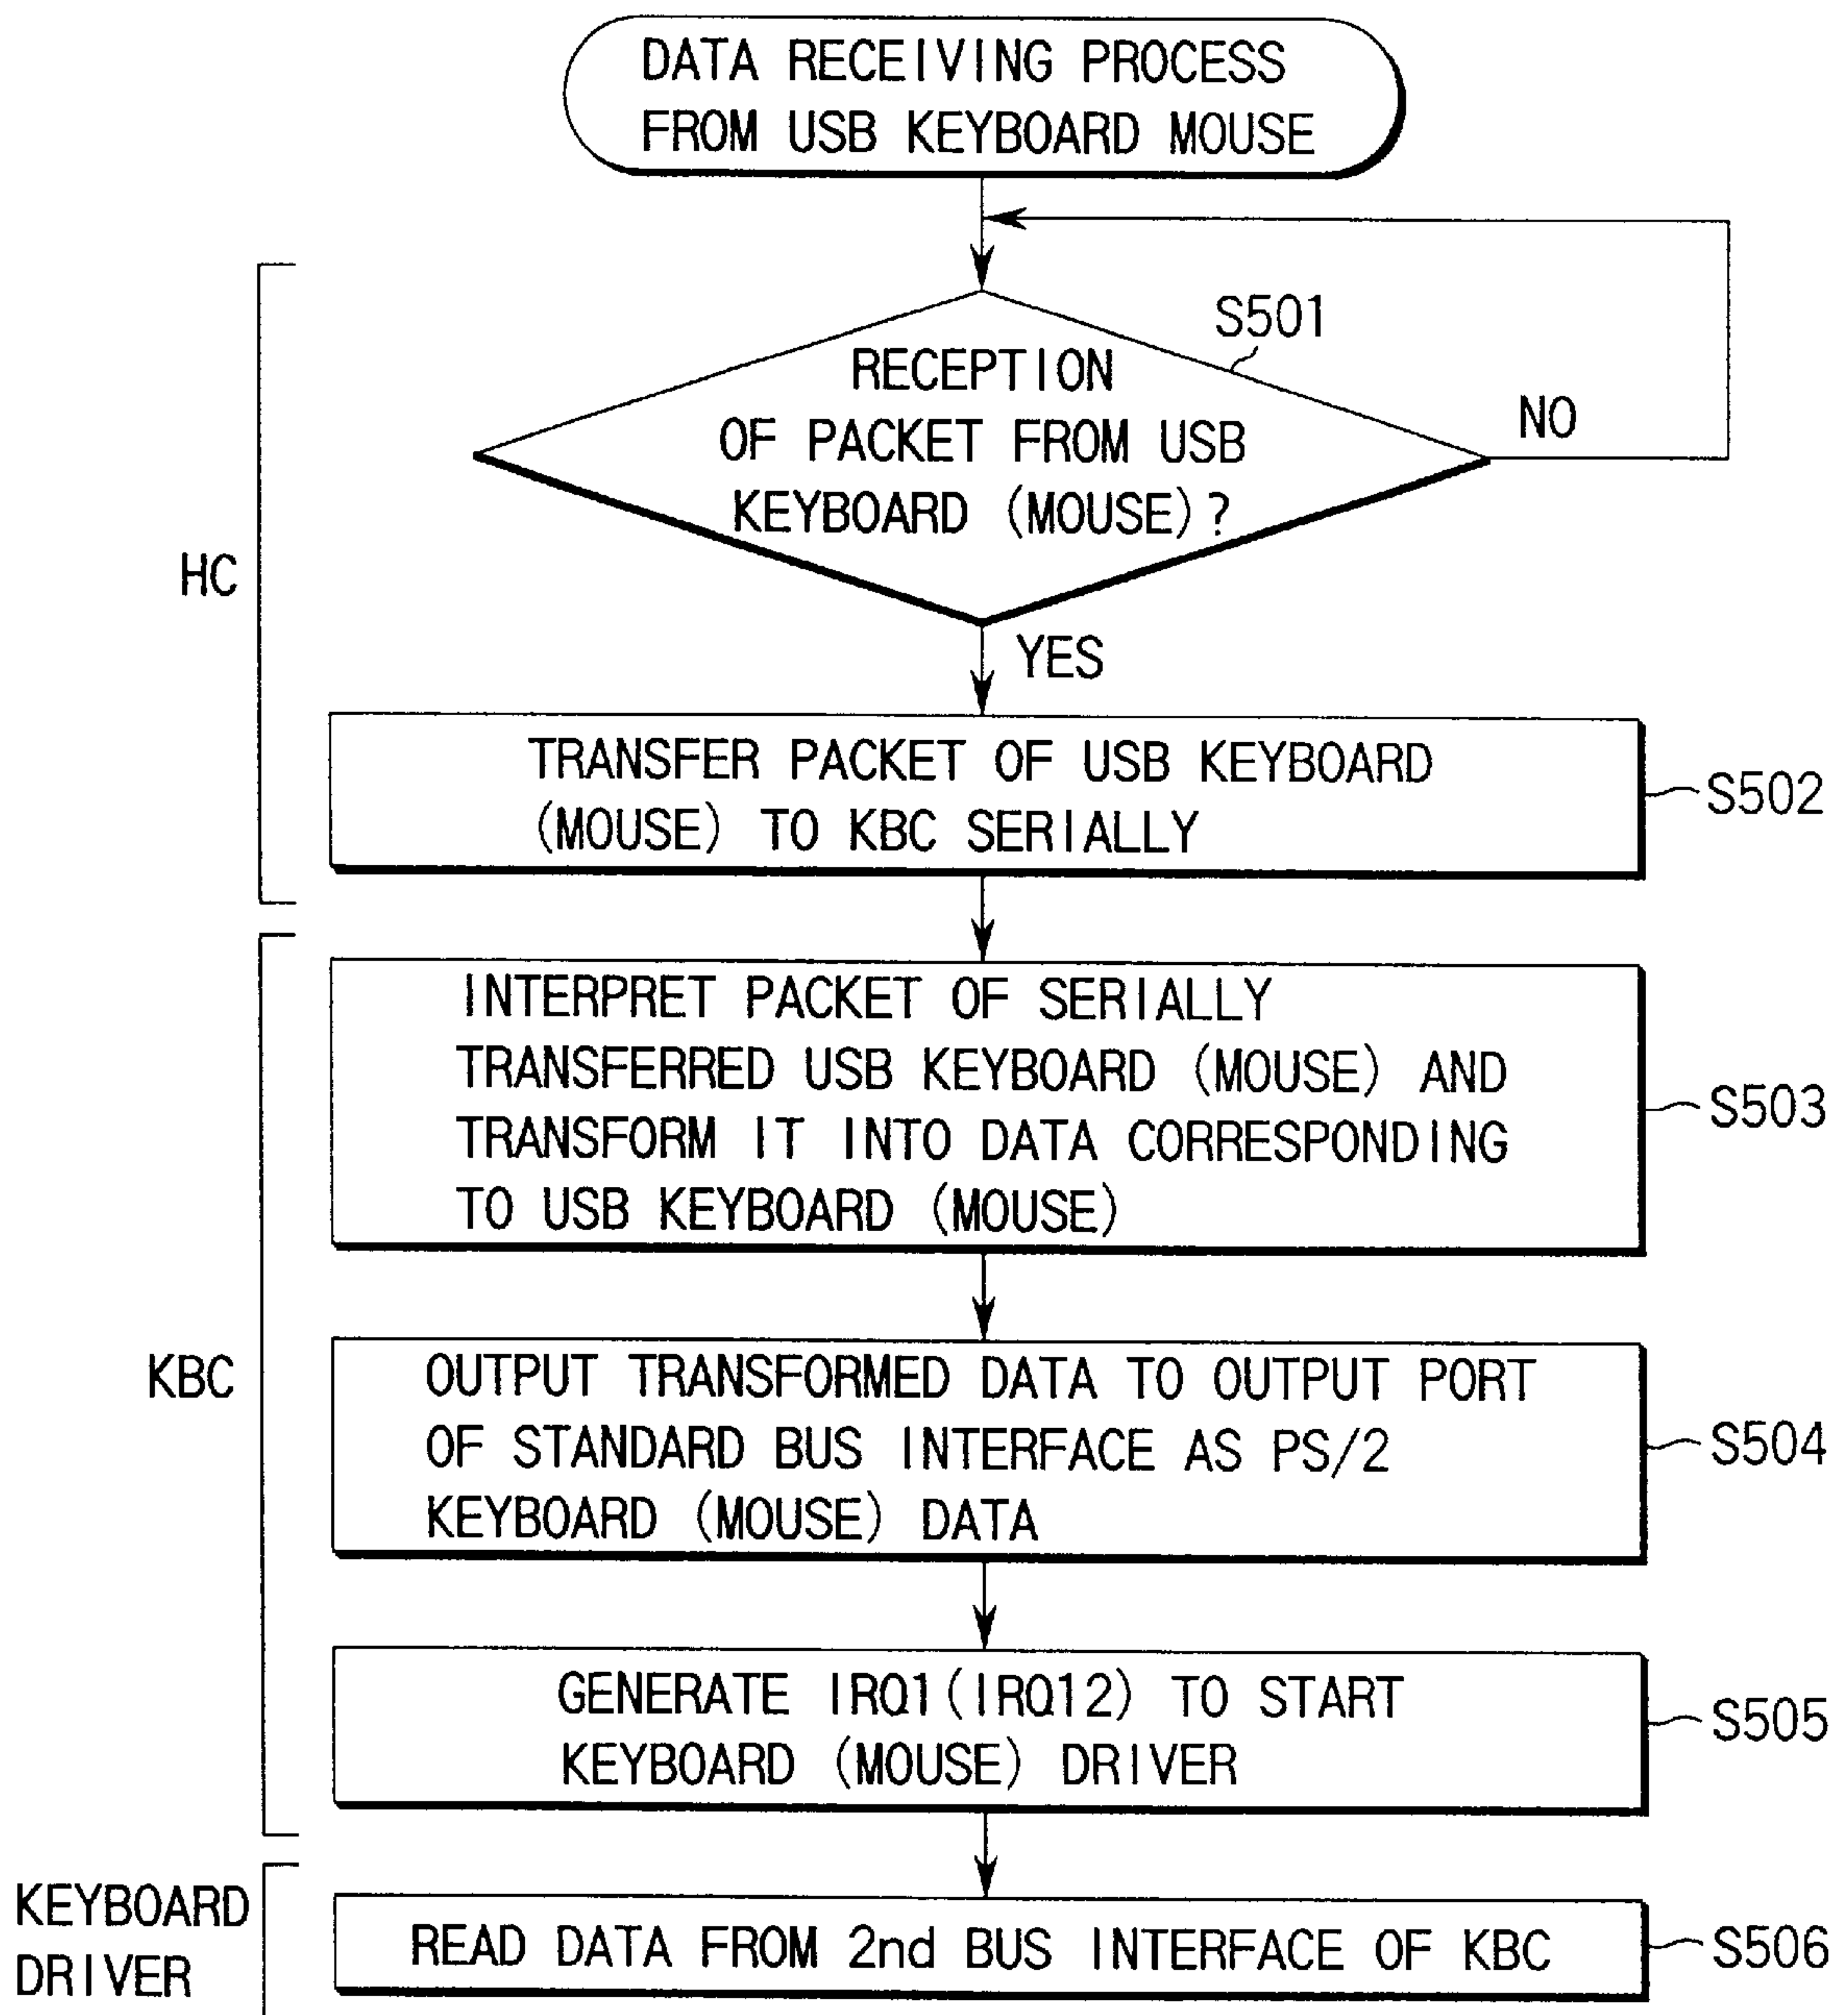 DATA RECEIVING PROCESS
FROM USB KEYBOARD MOUSE
S501
RECEPTION
OF PACKET FROM USB
KEYBOARD (MOUSE)?
NO
HC
YES
TRANSFER PACKET OF USB KEYBOARD
(MOUSE) TO KBC SERIALLY
S502
INTERPRET PACKET OF SERIALLY
TRANSFERRED USB KEYBOARD (MOUSE) AND
TRANSFORM IT INTO DATA CORRESPONDING
TO USB KEYBOARD (MOUSE)
S503
KBC
OUTPUT TRANSFORMED DATA TO OUTPUT PORT
OF STANDARD BUS INTERFACE AS PS/2
KEYBOARD (MOUSE) DATA
S504
GENERATE IRQ1(IRQ12) TO START
KEYBOARD (MOUSE) DRIVER
S505
KEYBOARD
DRIVER
READ DATA FROM 2nd BUS INTERFACE OF KBC
S506